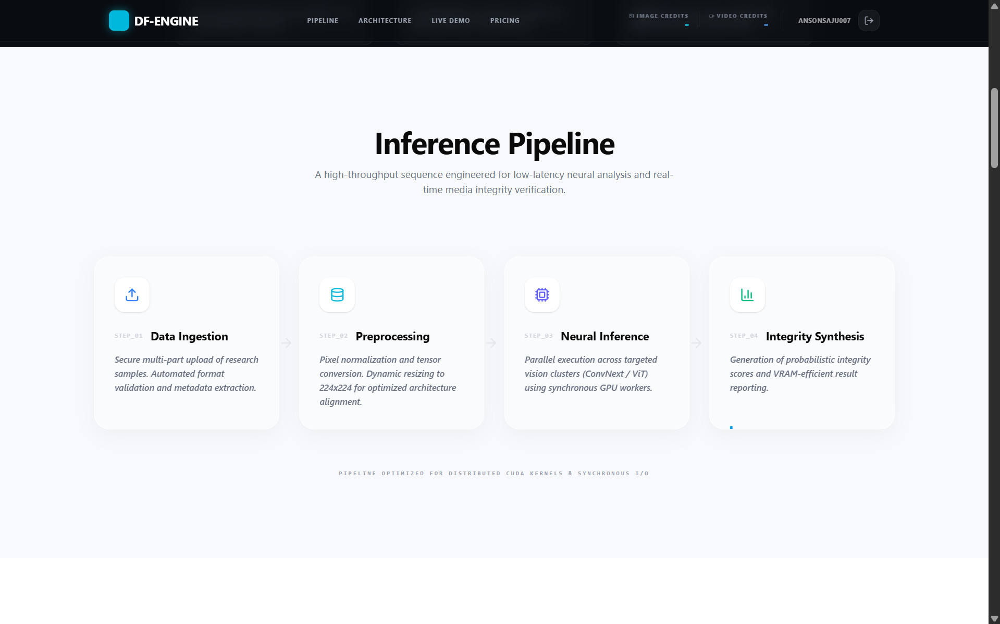 DF-ENGINE
PIPELINE
ARCHITECTURE
LIVE DEMO
PRICING
IMAGE CREDITS
∞
VIDEO CREDITS
∞
ANSONSAJU007
Inference Pipeline
A high-throughput sequence engineered for low-latency neural analysis and real-
time media integrity verification.
STEP_01 Data Ingestion
Secure multi-part upload of research
samples. Automated format
validation and metadata extraction.
STEP_02 Preprocessing
Pixel normalization and tensor
conversion. Dynamic resizing to
224x224 for optimized architecture
alignment.
STEP_03 Neural Inference
Parallel execution across targeted
vision clusters (ConvNext / ViT)
using synchronous GPU workers.
STEP_04 Integrity Synthesis
Generation of probabilistic integrity
scores and VRAM-efficient result
reporting.
PIPELINE OPTIMIZED FOR DISTRIBUTED CUDA KERNELS & SYNCHRONOUS I/O